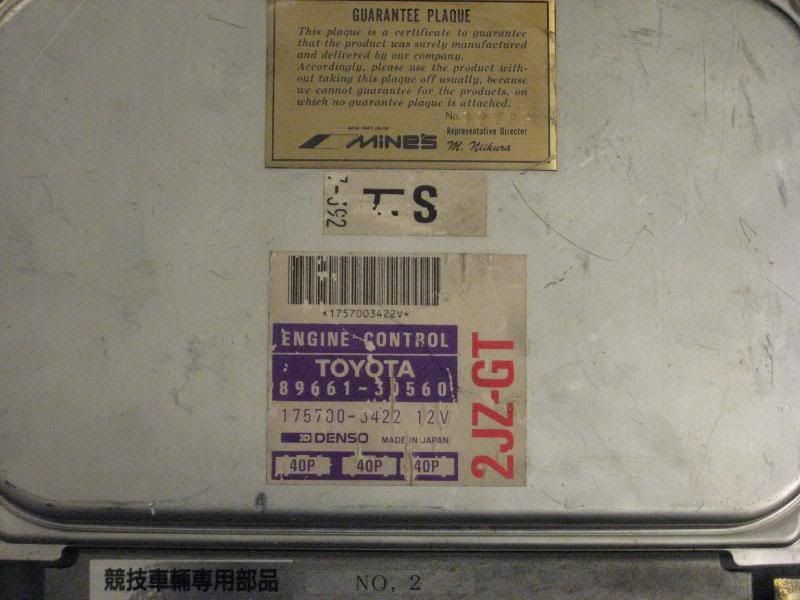 GUARANTEE PLAQUE
This plaque is a certificate to guarantee
that the product was surely manufactured
and delivered by our company.
Accordingly, please use the product with-
out taking this plaque off usually, because
we cannot guarantee for the products, on
which no guarantee plaque is attached.
No.
MINE'S
Representative Director
M. Niikura
S
*1757003422V*
ENGINE CONTROL
TOYOTA
89661-30560
175700-3422 12V
DENSO MADE IN JAPAN
40P 40P 40P
2JZ-GT
競技車輛専用部品
NO, 2